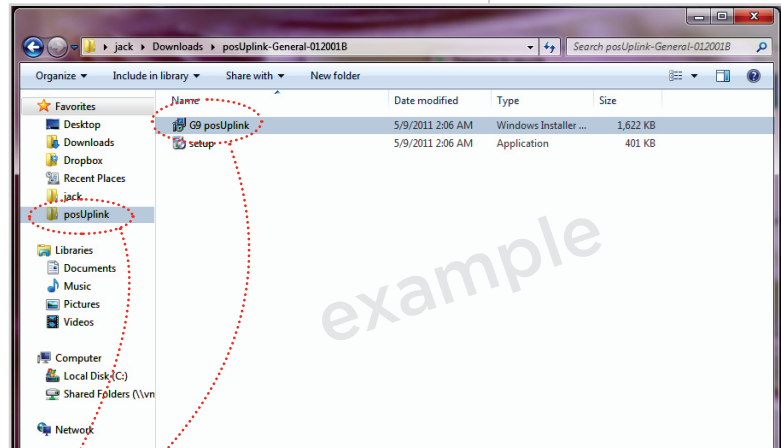 jack Downloads posUplink-General-012001B Search posUplink-General-012001B
Organize Include in library Share with New folder
Name Date modified Type Size
G9 posUplink 5/9/2011 2:06 AM Windows Installer ... 1,622 KB
setup 5/9/2011 2:06 AM Application 401 KB
Favorites
Desktop
Downloads
Dropbox
Recent Places
jack
posUplink
Libraries
Documents
Music
Pictures
Videos
Computer
Local Disk (C:)
Shared Folders (\\vn
Network
example